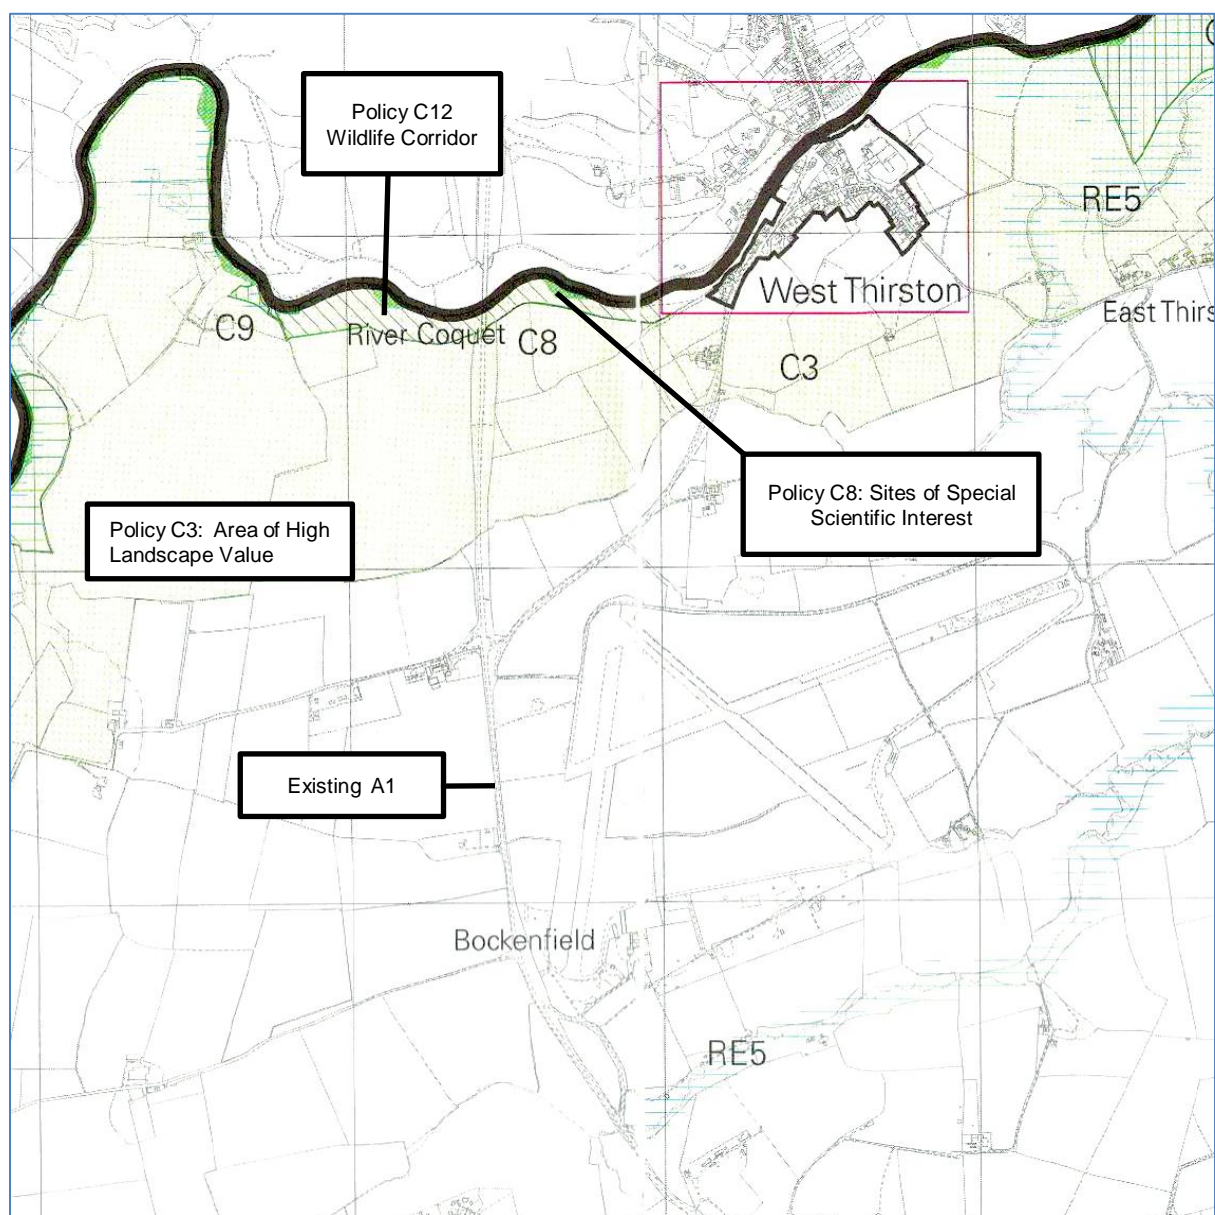 Policy C12
Wildlife Corridor
RE5
West Thirston
East Thirs
C9
River Coquet
C8
C3
Policy C8: Sites of Special
Scientific Interest
Policy C3: Area of High
Landscape Value
Existing A1
Bockenfield
RE5